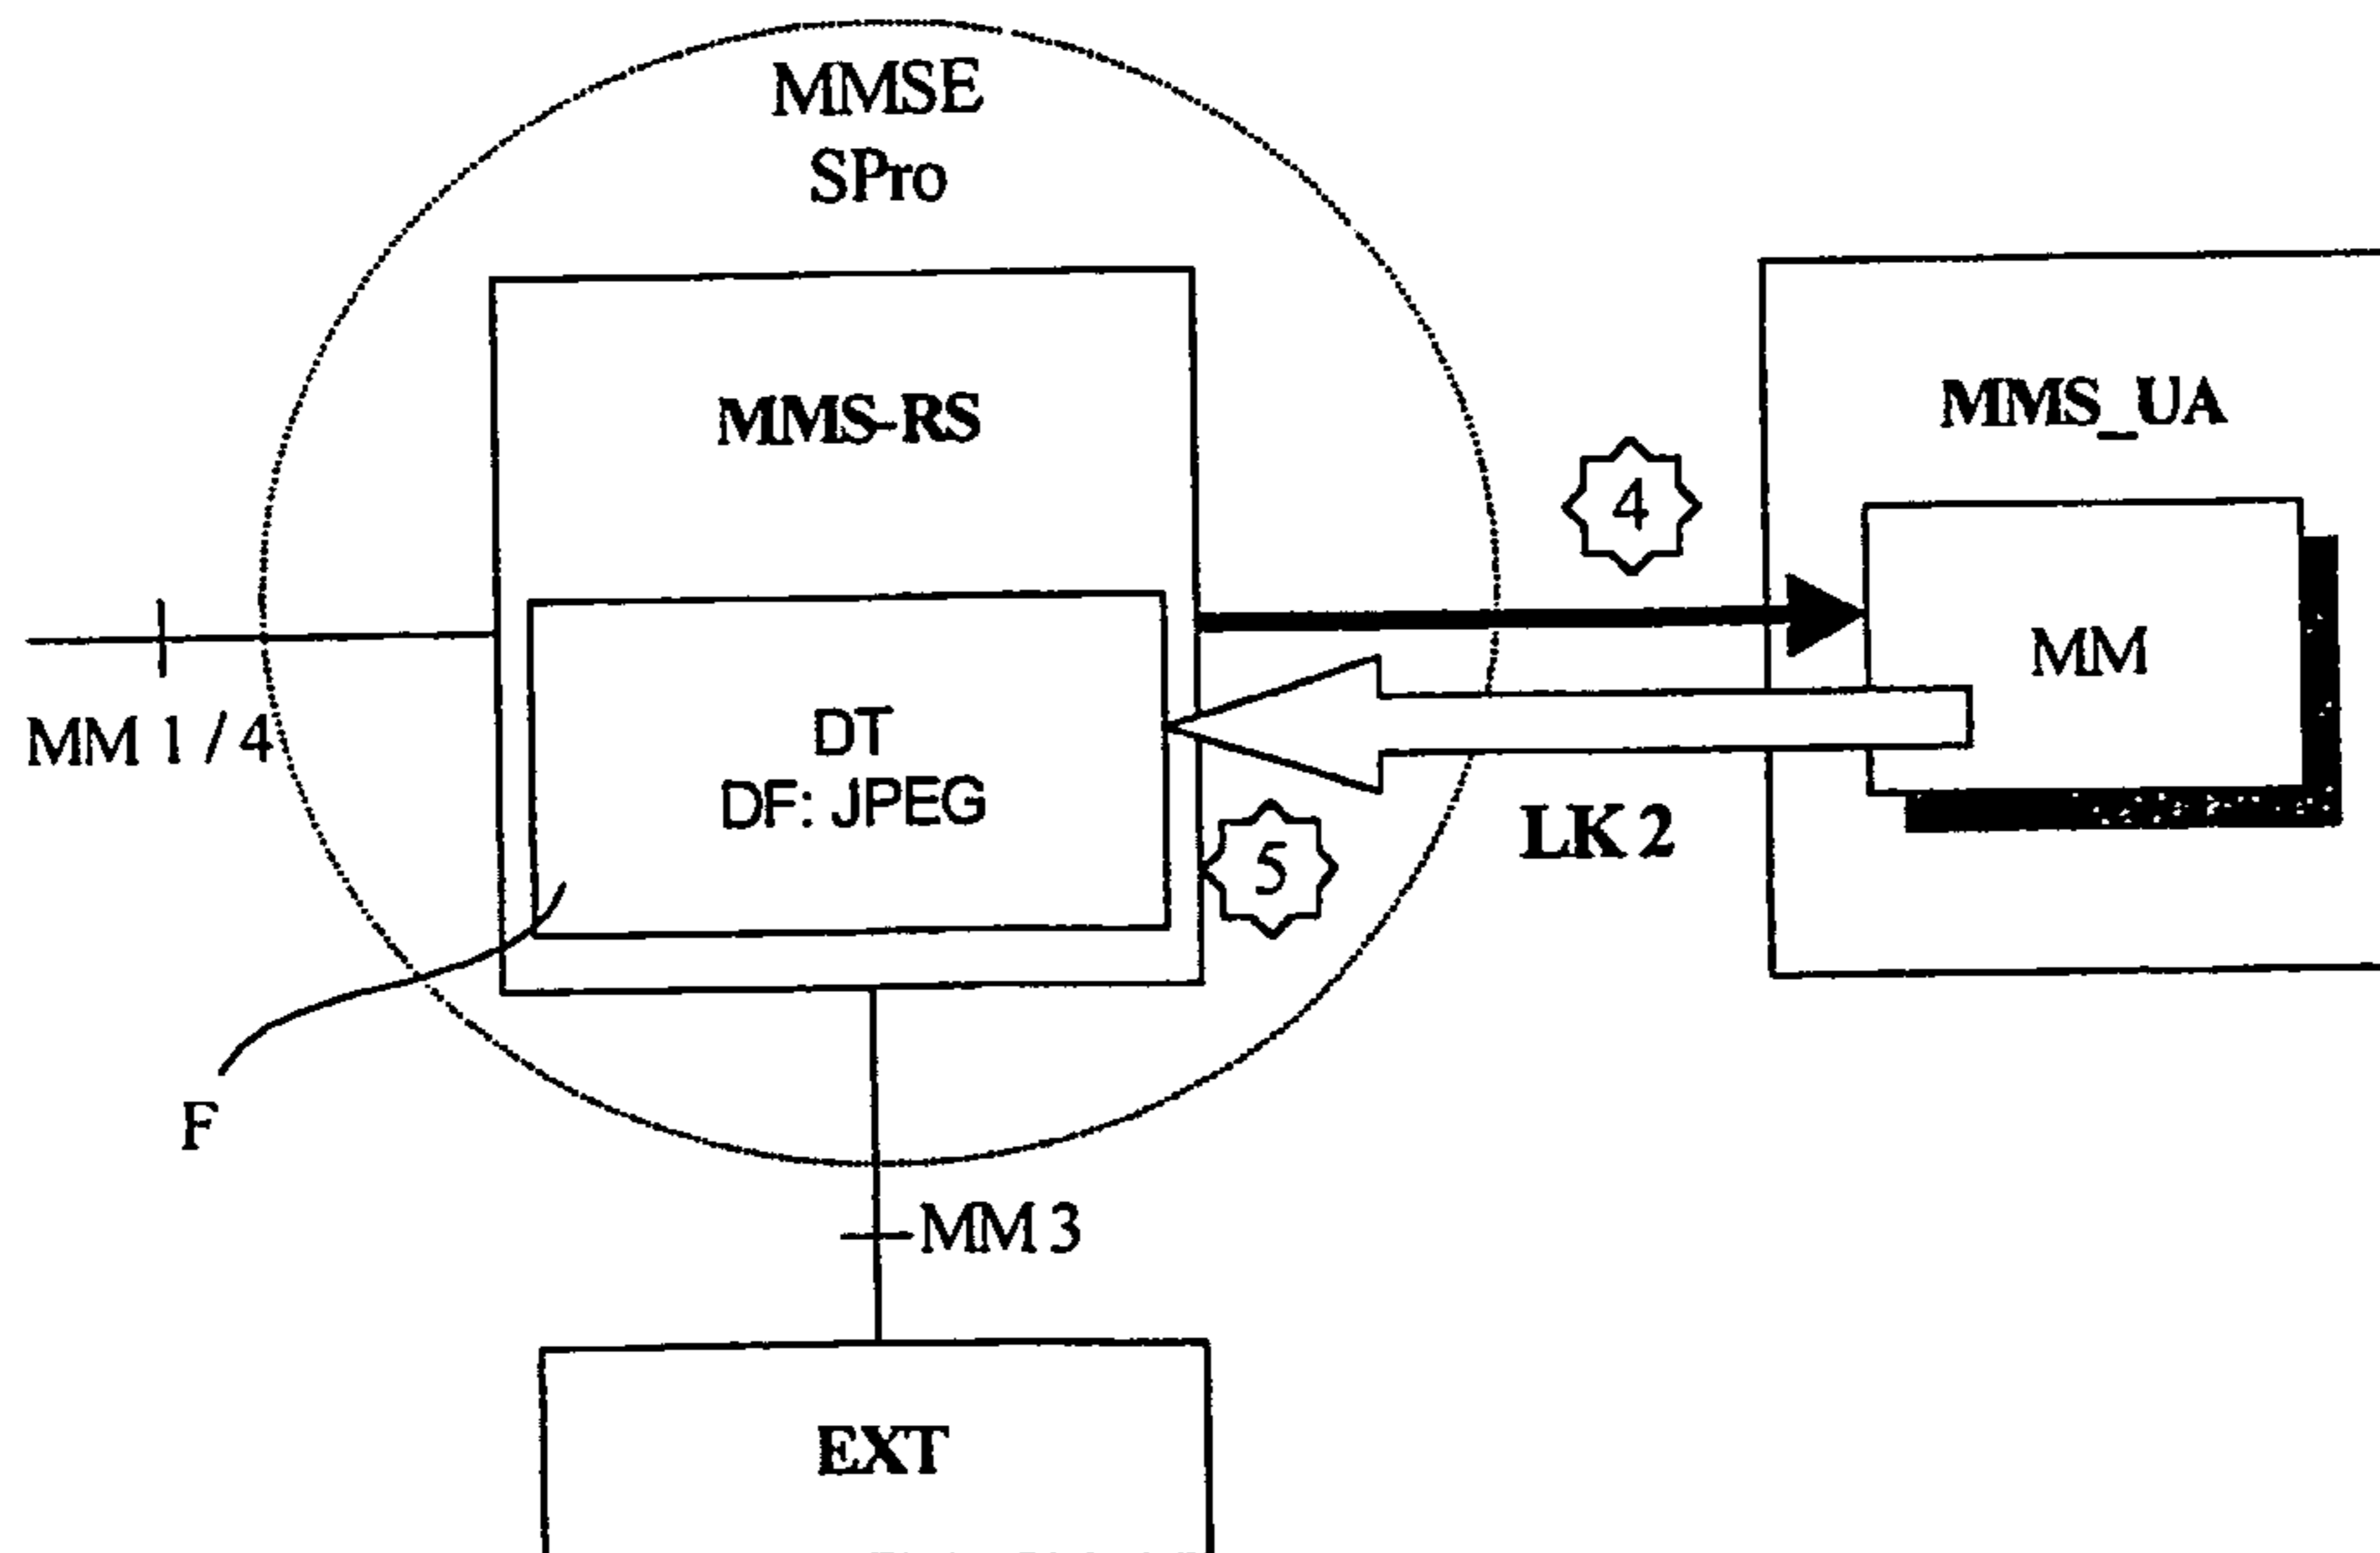 MMSE
SPro
MMS-RS
MMS_UA
4
MM
MM 1 / 4
DT
DF: JPEG
LK 2
5
F
MM 3
EXT